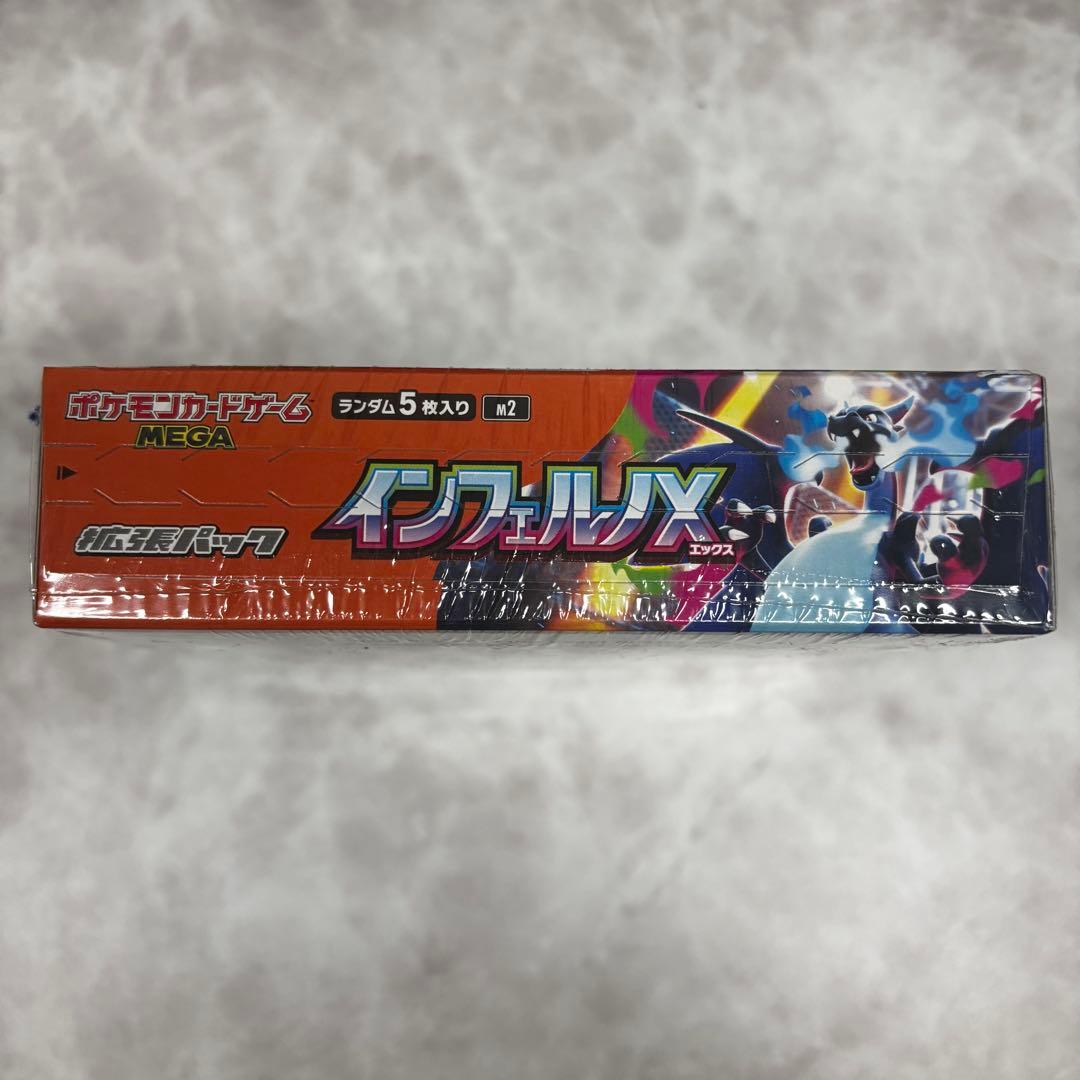 ポケモンカードゲーム
MEGA
ランダム5枚入り
M2
拡張パック
インフェルノX
エックス